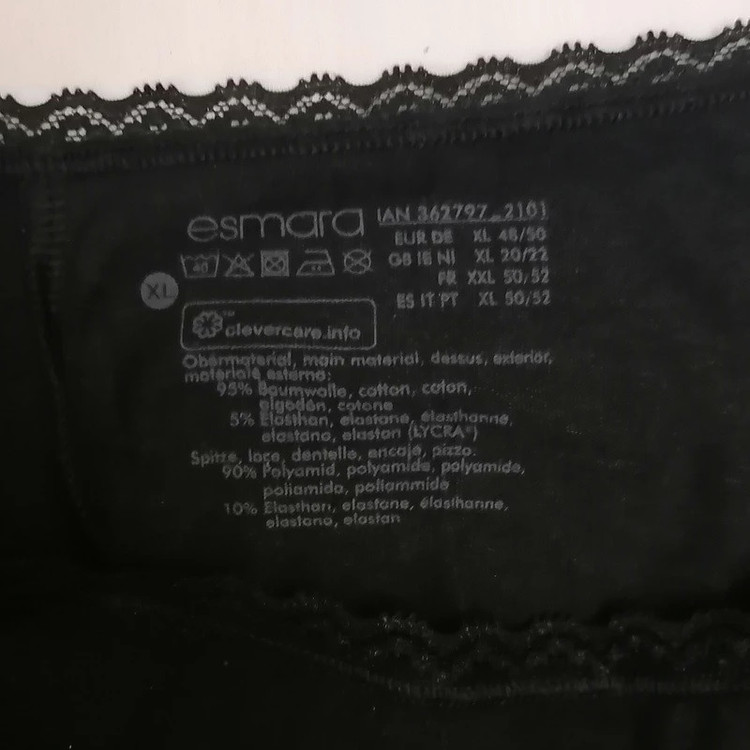 esmara
IAN 362797_2101
EUR DE XL 48/50
GB IE NI XL 20/22
FR XXL 50/52
ES IT PT XL 50/52
40
XL
clevercare.info
Obermaterial, main material, dessus, exterior,
materiale esterno:
95% Baumwolle, cotton, coton,
algodón, cotone
5% Elasthan, elastane, élasthanne,
elastano, elastan (LYCRA®)
Spitze, lace, dentelle, encaje, pizzo:
90% Polyamid, polyamide, polyamide,
poliamida, poliammide
10% Elasthan, elastane, élasthanne,
elastano, elastan